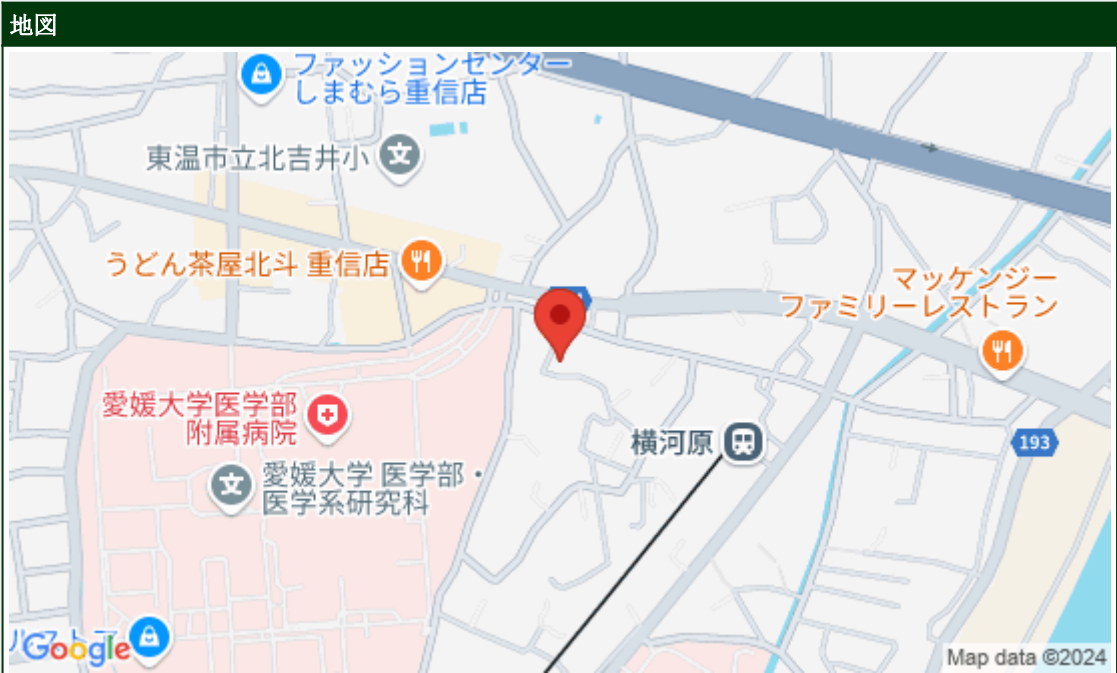 地図
ファッションセンター
しまむら重信店
東温市立北吉井小
文
うどん茶屋北斗 重信店
マッケンジー
ファミリーレストラン
愛媛大学医学部
附属病院
横河原
193
文
愛媛大学 医学部・
医学系研究科
Google
Map data ©2024